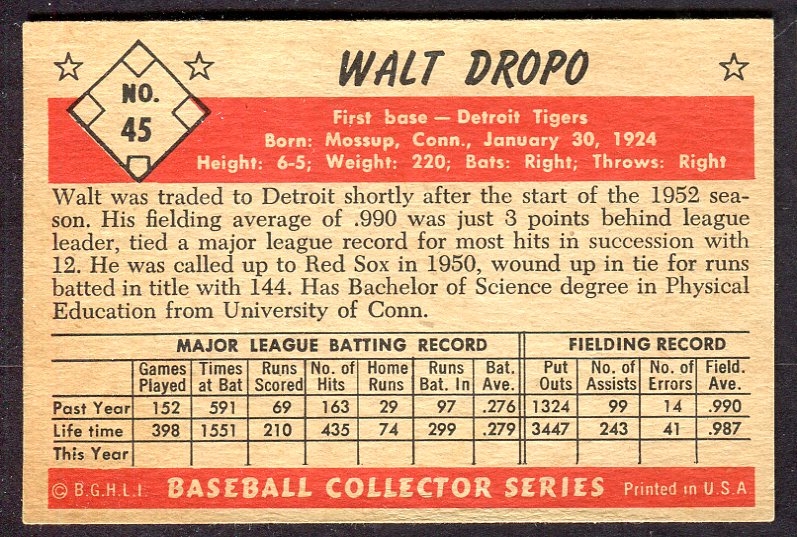 WALT DROPO
NO.
45
First base — Detroit Tigers
Born: Mossup, Conn., January 30, 1924
Height: 6-5; Weight: 220; Bats: Right; Throws: Right
Walt was traded to Detroit shortly after the start of the 1952 sea-
son. His fielding average of .990 was just 3 points behind league
leader, tied a major league record for most hits in succession with
12. He was called up to Red Sox in 1950, wound up in tie for runs
batted in title with 144. Has Bachelor of Science degree in Physical
Education from University of Conn.
MAJOR LEAGUE BATTING RECORD FIELDING RECORD
Games Times Runs No. of Home Runs Bat. Put No. of No. of Field.
Played at Bat Scored Hits Runs Bat. In Ave. Outs Assists Errors Ave.
Past Year 152 591 69 163 29 97 .276 1324 99 14 .990
Life time 398 1551 210 435 74 299 .279 3447 243 41 .987
This Year
© B.G.H.L.I. BASEBALL COLLECTOR SERIES Printed in U.S.A